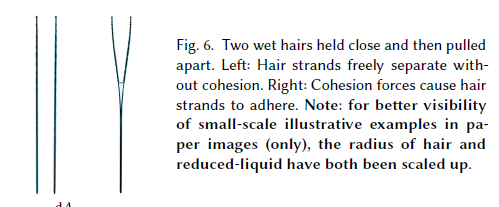 Fig. 6. Two wet hairs held close and then pulled
apart. Left: Hair strands freely separate with-
out cohesion. Right: Cohesion forces cause hair
strands to adhere. Note: for better visibility
of small-scale illustrative examples in pa-
per images (only), the radius of hair and
reduced-liquid have both been scaled up.